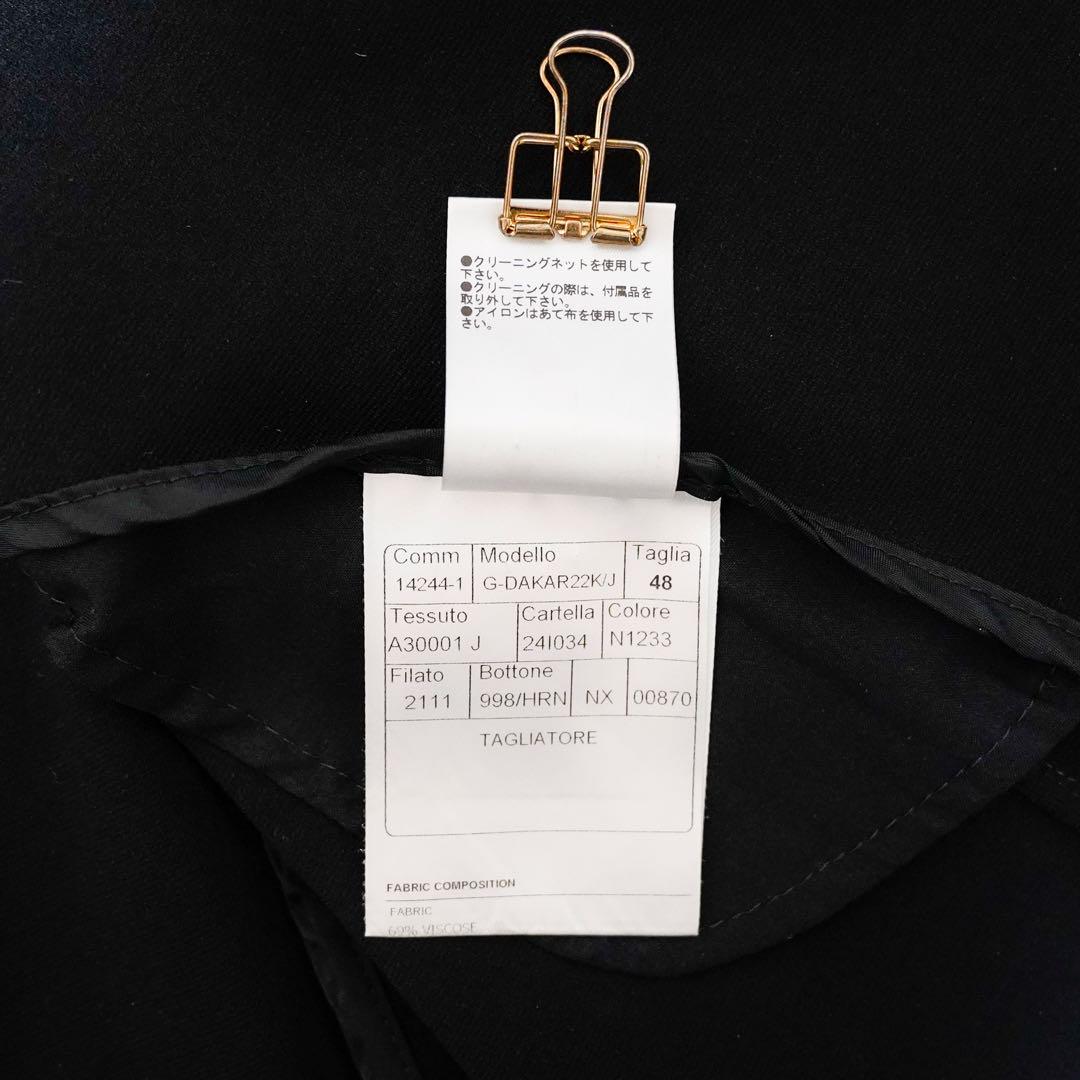 ●クリーニングネットを使用して
下さい。
●クリーニングの際は、付属品を
取り外して下さい。
●アイロンはあて布を使用して下
さい。
Comm Modello Taglia
14244-1 G-DAKAR22K/J 48
Tessuto Cartella Colore
A30001 J 24I034 N1233
Filato Bottone
2111 998/HRN NX 00870
TAGLIATORE
FABRIC COMPOSITION
FABRIC
69% VISCOSE